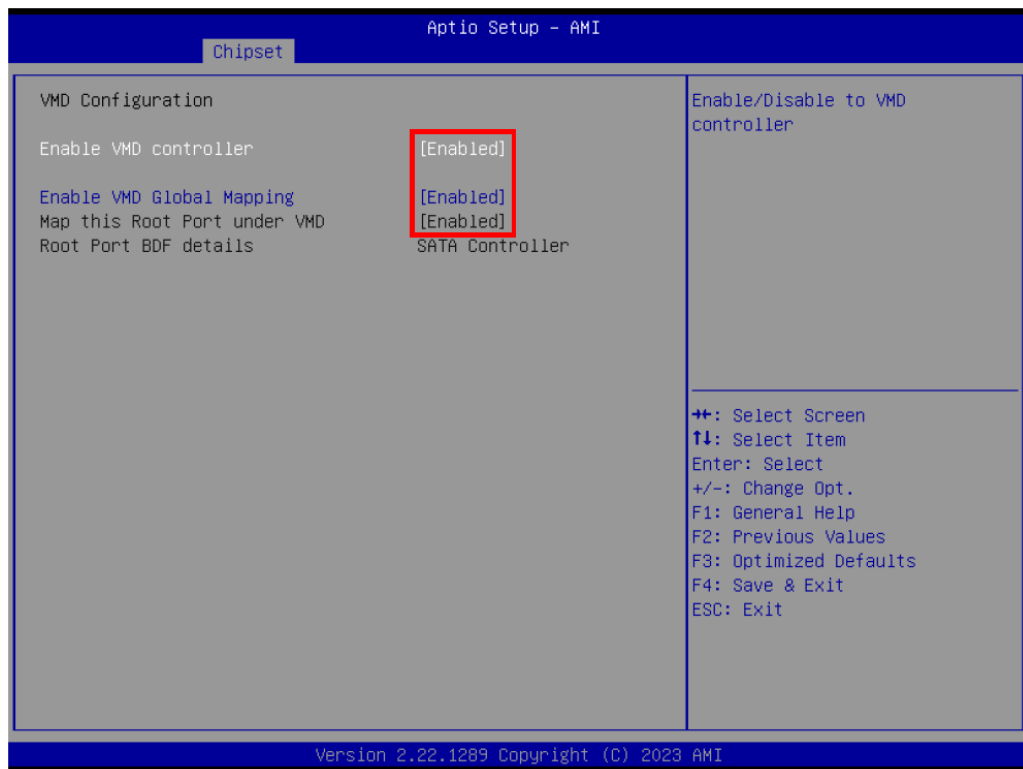 Aptio Setup – AMI
Chipset
VMD Configuration
Enable VMD controller [Enabled]
Enable VMD Global Mapping [Enabled]
Map this Root Port under VMD [Enabled]
Root Port BDF details SATA Controller
Enable/Disable to VMD
controller
→←: Select Screen
↑↓: Select Item
Enter: Select
+/-: Change Opt.
F1: General Help
F2: Previous Values
F3: Optimized Defaults
F4: Save & Exit
ESC: Exit
Version 2.22.1289 Copyright (C) 2023 AMI